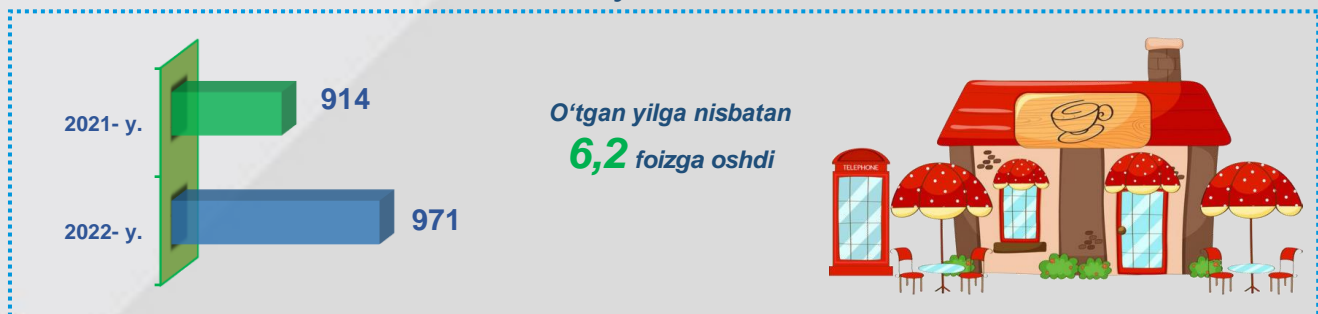 2021- y.
914
O‘tgan yilga nisbatan
6,2 foizga oshdi
2022- y.
971
TELEPHONE